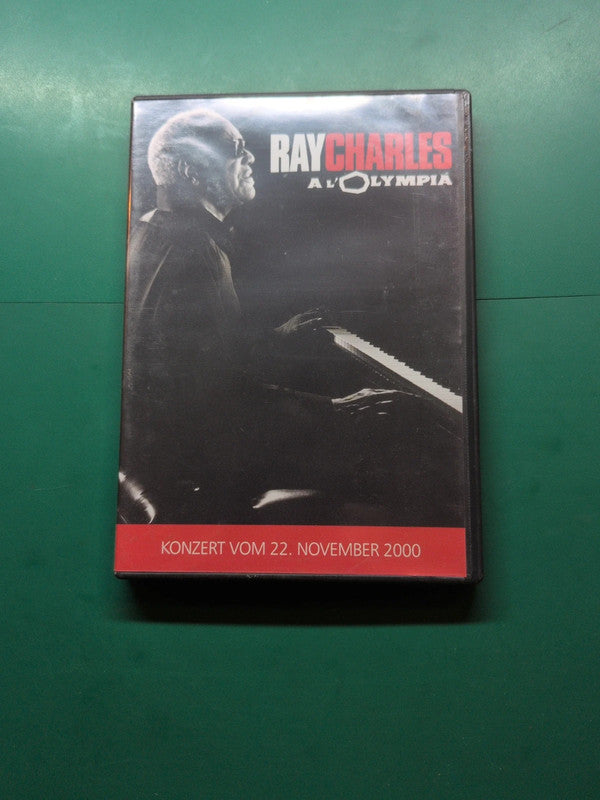 RAYCHARLES
A L'OLYMPIA
KONZERT VOM 22. NOVEMBER 2000